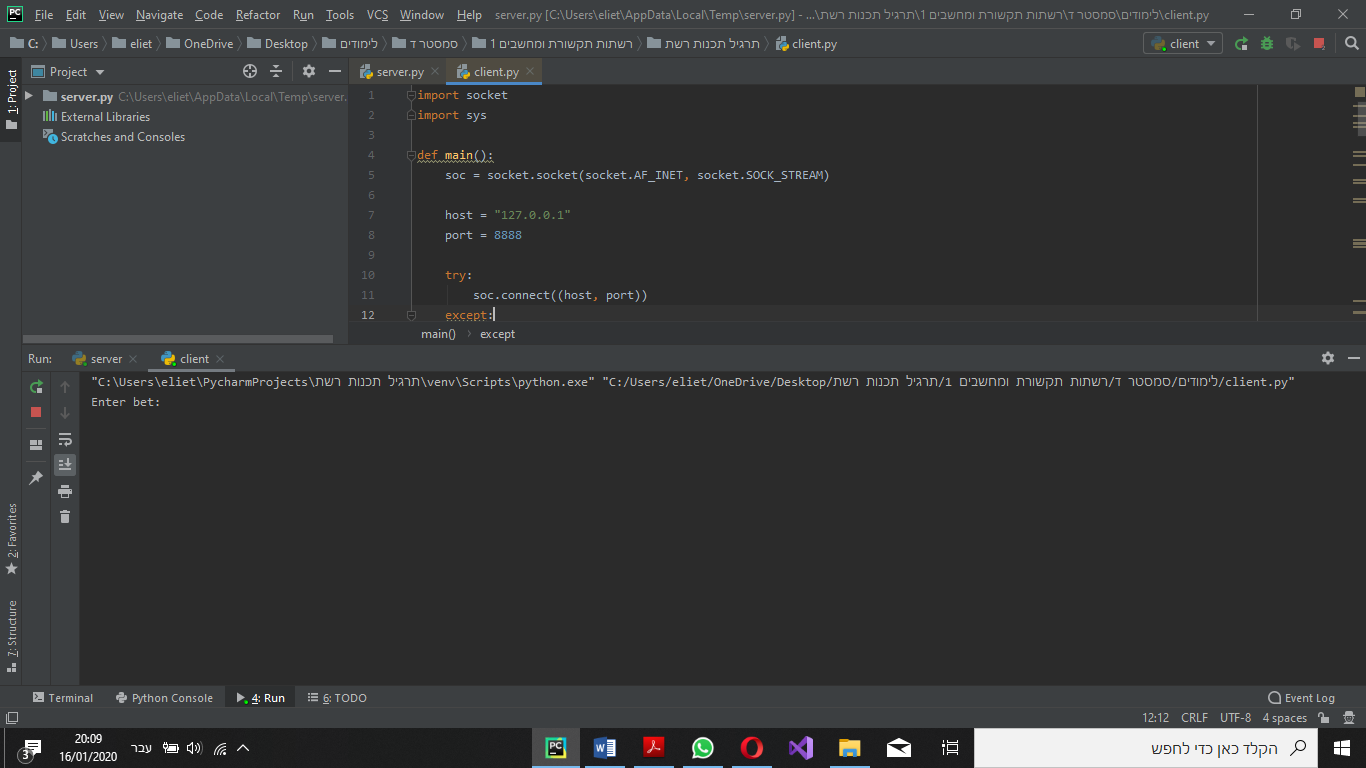 File Edit View Navigate Code Refactor Run Tools VCS Window Help server.py [C:\Users\eliet\AppData\Local\Temp\server.py] - ...\לימודים\סמסטר ד\רשתות תקשורת ומחשבים 1\תרגיל תכנות רשת\client.py
C: Users eliet OneDrive Desktop לימודים סמסטר ד רשתות תקשורת ומחשבים 1 תרגיל תכנות רשת client.py client
1: Project
Project
server.py client.py
server.py C:\Users\eliet\AppData\Local\Temp\server.
External Libraries
Scratches and Consoles
1 import socket
2 import sys
3
4 def main():
5 soc = socket.socket(socket.AF_INET, socket.SOCK_STREAM)
6
7 host = "127.0.0.1"
8 port = 8888
9
10 try:
11 soc.connect((host, port))
12 except:
main() › except
Run: server client
"C:\Users\eliet\PycharmProjects\תרגיל תכנות רשת\venv\Scripts\python.exe" "C:/Users/eliet/OneDrive/Desktop/לימודים/סמסטר ד/רשתות תקשורת ומחשבים 1/תרגיל תכנות רשת/client.py"
Enter bet:
2: Favorites
7: Structure
Terminal Python Console 4: Run 6: TODO Event Log
12:12 CRLF UTF-8 4 spaces
3
20:09
16/01/2020
עבר
הקלד כאן כדי לחפש